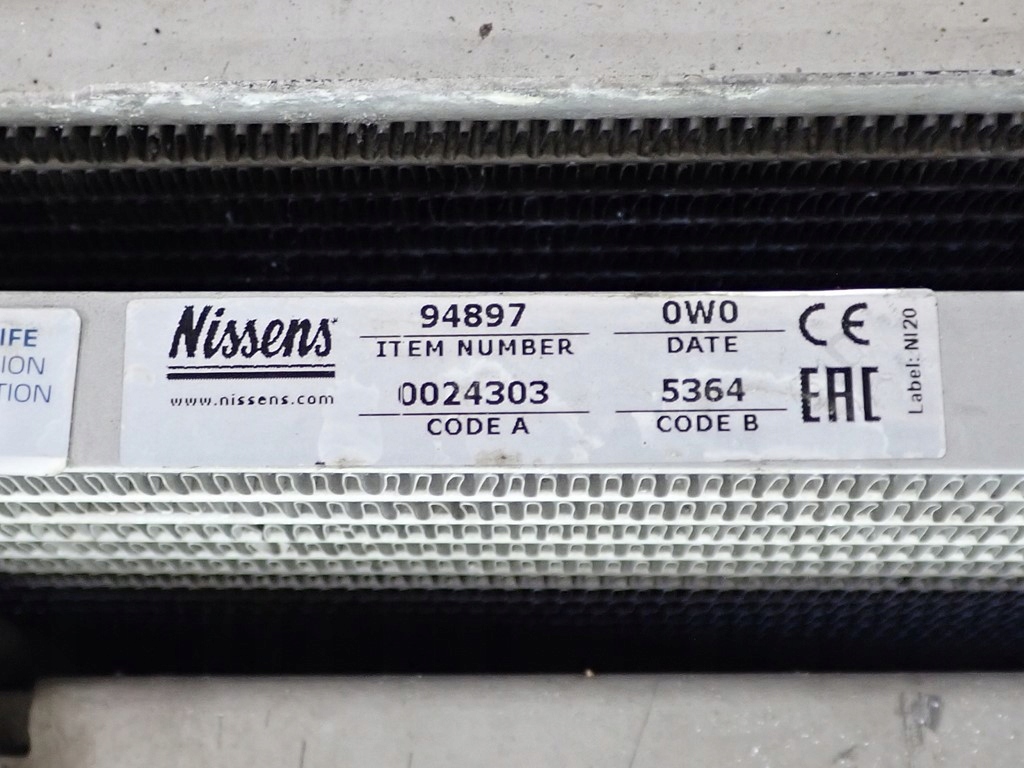 IFE
ION
TION
Nissens
www.nissens.com
94897
ITEM NUMBER
0024303
CODE A
0W0
DATE
5364
CODE B
CE
EAC
Label: NI20